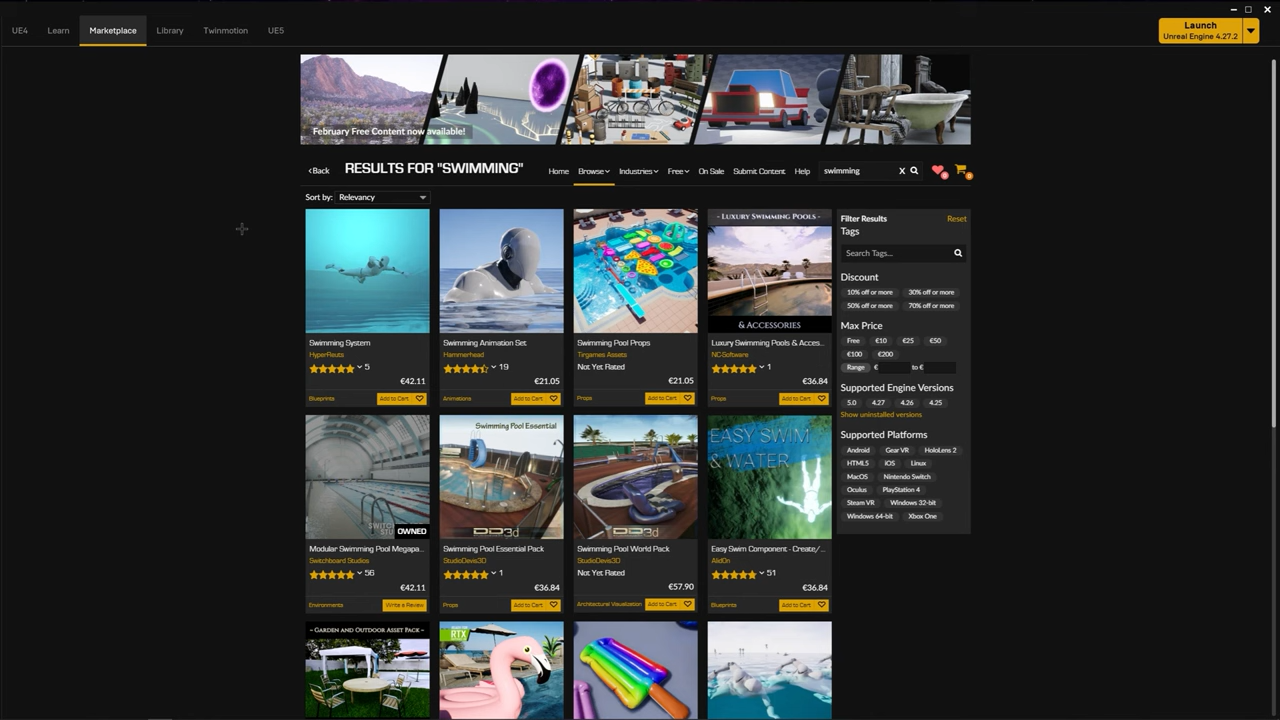 UE4
Learn
Marketplace
Library
Twinmotion
UE5
Launch
Unreal Engine 4.27.2
February Free Content now available!
Back
RESULTS FOR "SWIMMING"
Home
Browse
Industries
Free
On Sale
Submit Content
Help
swimming
X
0
0
Sort by:
Relevancy
Swimming System
HyperReuts
5
€42.11
Blueprints
Add to Cart
Swimming Animation Set
Hammerhead
19
€21.05
Animations
Add to Cart
Swimming Pool Props
Tirgames Assets
Not Yet Rated
€21.05
Props
Add to Cart
- LUXURY SWIMMING POOLS -
& ACCESSORIES
Luxury Swimming Pools & Acces...
NC-Software
1
€36.84
Props
Add to Cart
OWNED
Modular Swimming Pool Megapa...
Switchboard Studios
56
€42.11
Environments
Write a Review
Swimming Pool Essential
DD3d
Swimming Pool Essential Pack
StudioDevis3D
1
€36.84
Props
Add to Cart
DD3d
Swimming Pool World Pack
StudioDevis3D
Not Yet Rated
€57.90
Architectural Visualization
Add to Cart
EASY SWIM
& WATER
Easy Swim Component - Create/...
AlidOn
51
€36.84
Blueprints
Add to Cart
- GARDEN AND OUTDOOR ASSET PACK -
RTX
Filter Results
Reset
Tags
Search Tags...
Discount
10% off or more
30% off or more
50% off or more
70% off or more
Max Price
Free
€10
€25
€50
€100
€200
Range
€
to €
Supported Engine Versions
5.0
4.27
4.26
4.25
Show uninstalled versions
Supported Platforms
Android
Gear VR
HoloLens 2
HTML5
iOS
Linux
MacOS
Nintendo Switch
Oculus
PlayStation 4
Steam VR
Windows 32-bit
Windows 64-bit
Xbox One